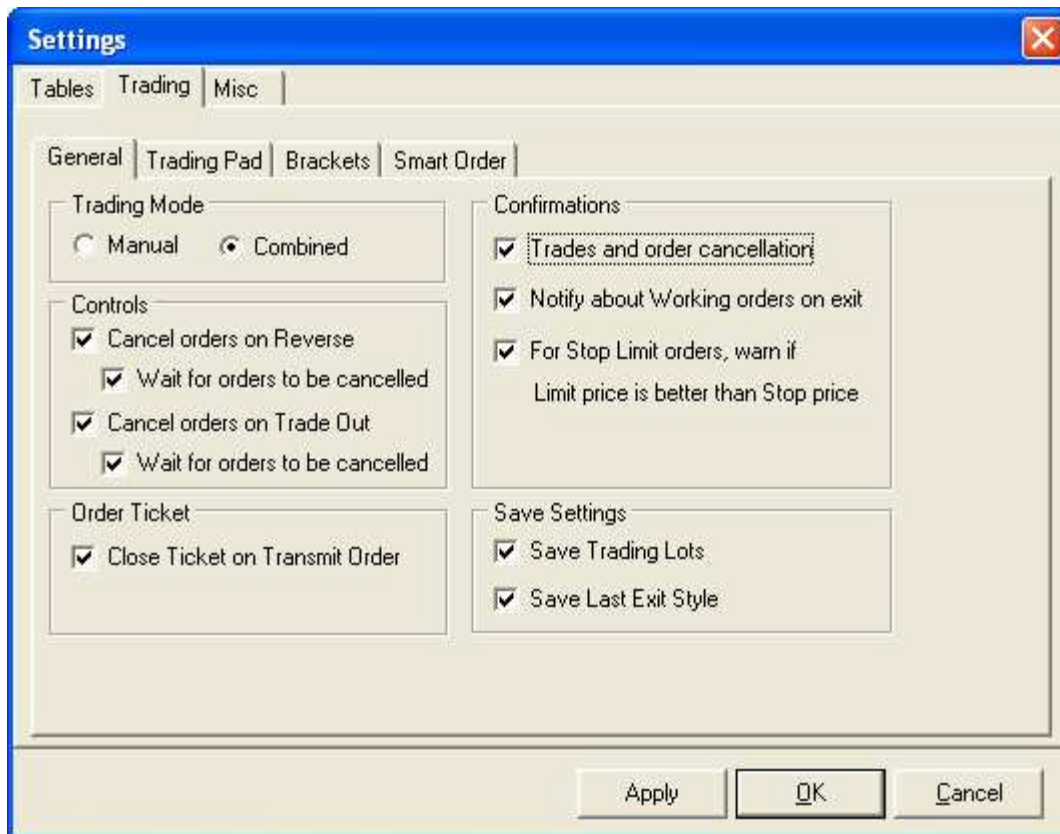 Settings
Tables Trading Misc
General Trading Pad Brackets Smart Order
Trading Mode
Manual Combined
Controls
Cancel orders on Reverse
Wait for orders to be cancelled
Cancel orders on Trade Out
Wait for orders to be cancelled
Order Ticket
Close Ticket on Transmit Order
Confirmations
Trades and order cancellation
Notify about Working orders on exit
For Stop Limit orders, warn if
Limit price is better than Stop price
Save Settings
Save Trading Lots
Save Last Exit Style
Apply OK Cancel